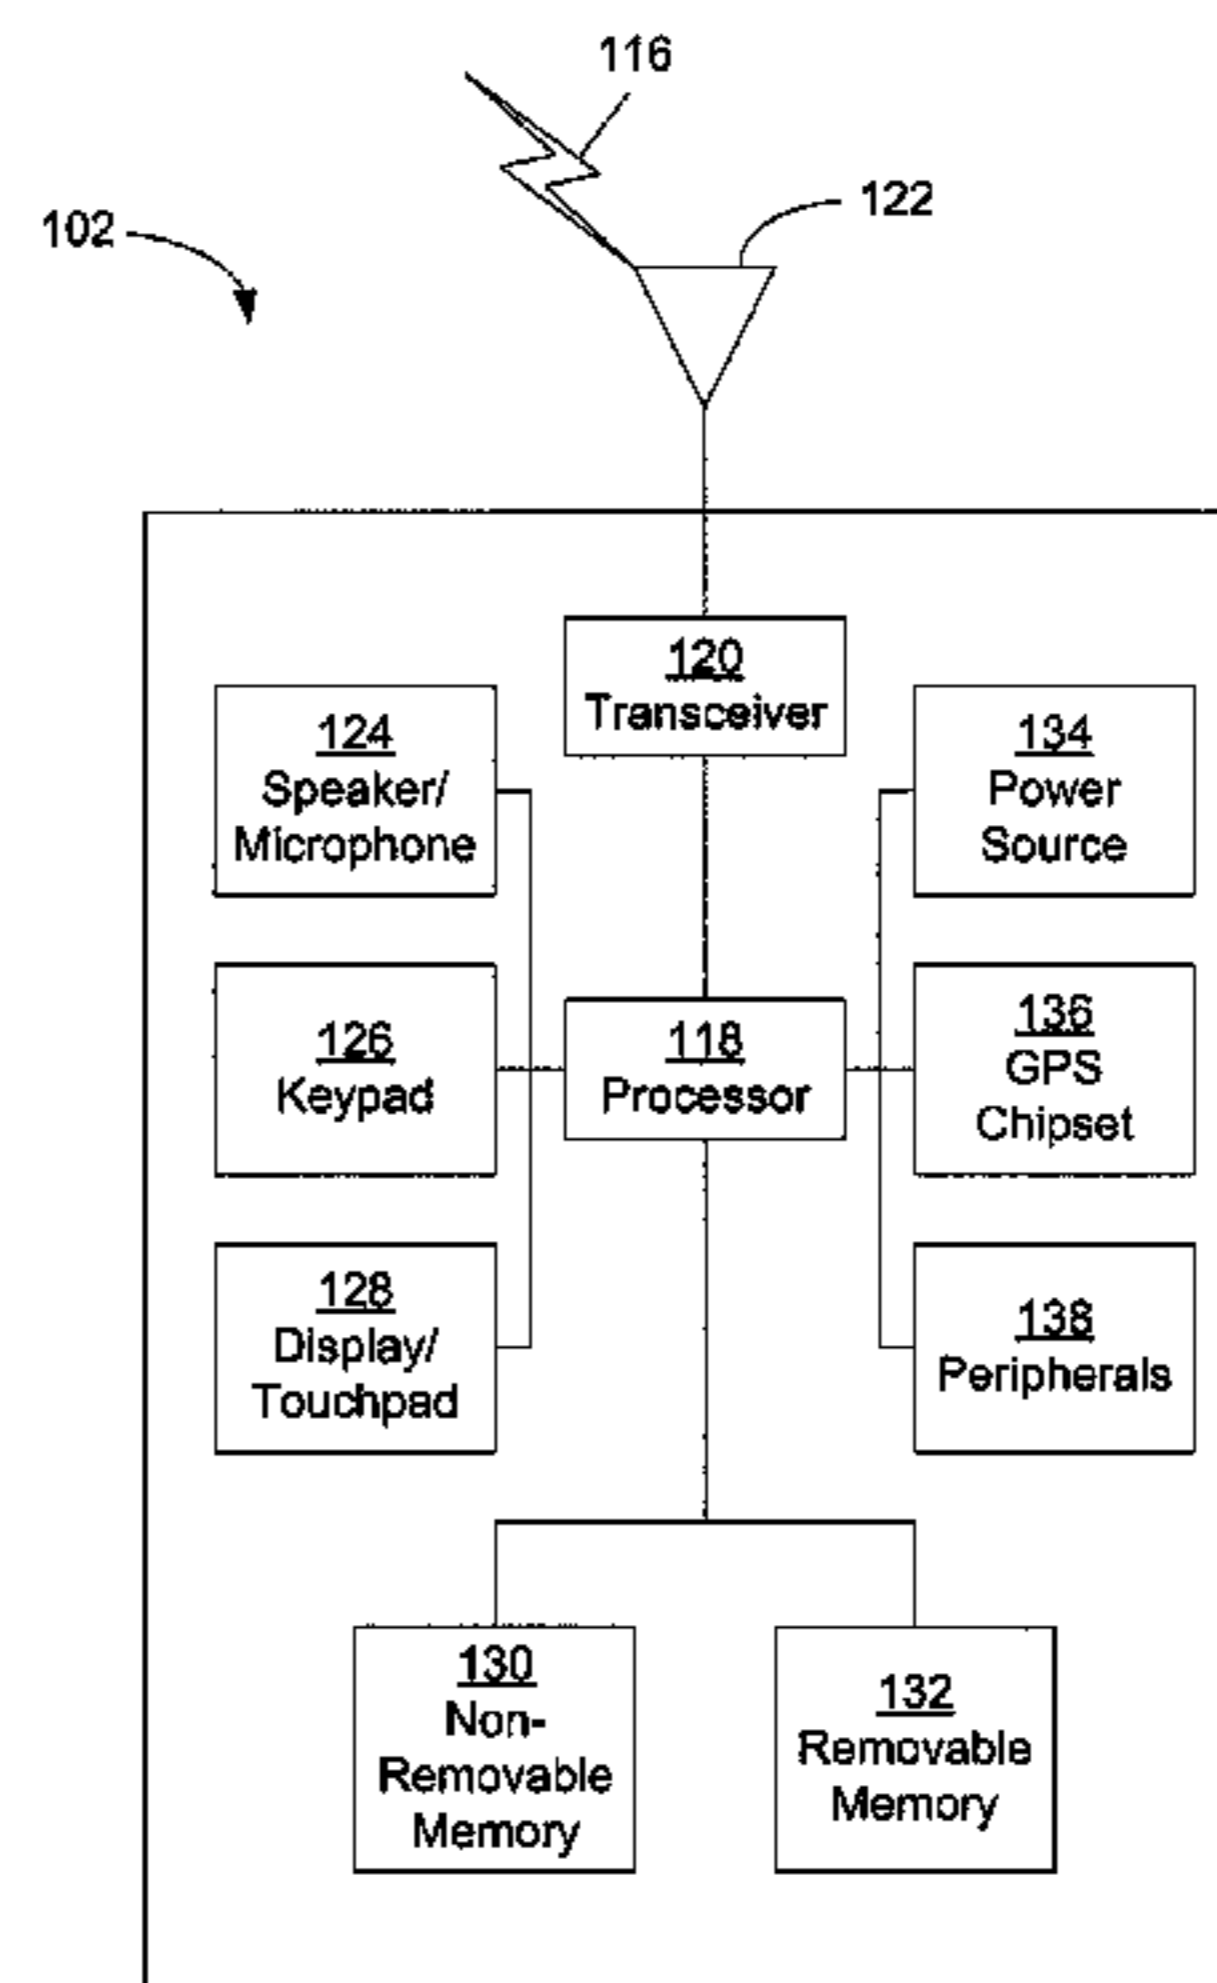 116
122
102
120
Transceiver
124
Speaker/
Microphone
134
Power
Source
126
Keypad
118
Processor
136
GPS
Chipset
128
Display/
Touchpad
138
Peripherals
130
Non-
Removable
Memory
132
Removable
Memory